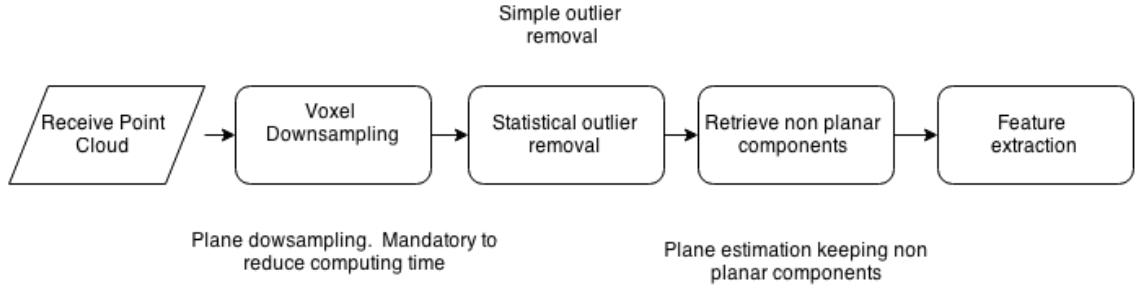 Simple outlier
removal
Receive Point
Cloud
Voxel
Downsampling
Statistical outlier
removal
Retrieve non planar
components
Feature
extraction
Plane dowsampling.  Mandatory to
reduce computing time
Plane estimation keeping non
planar components